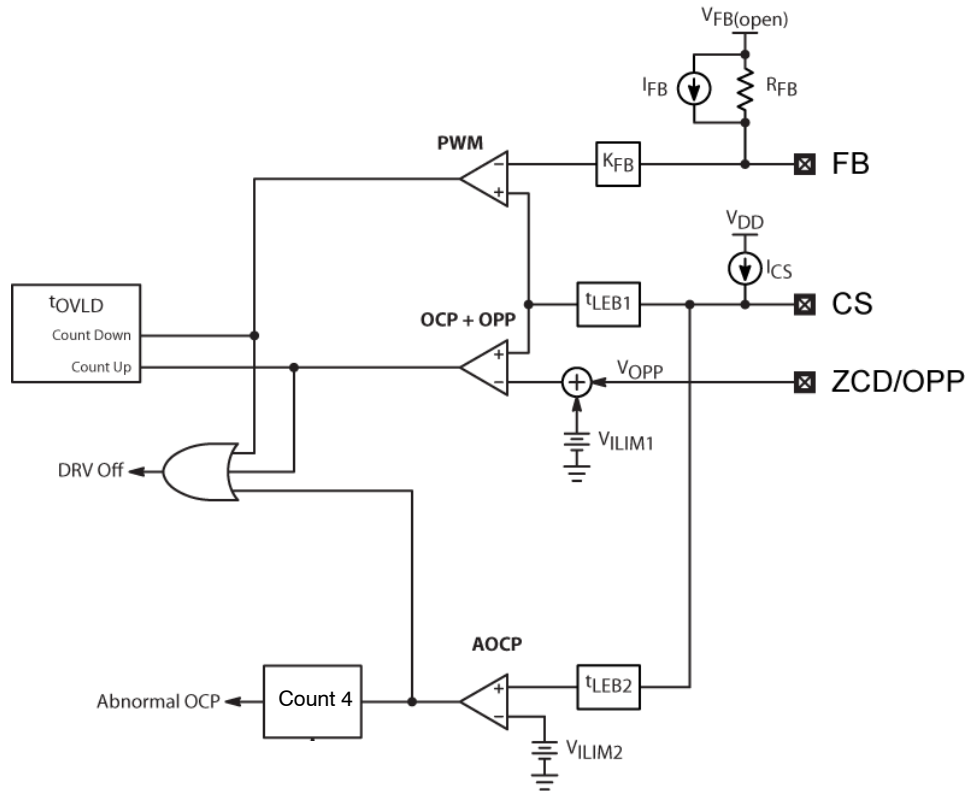 VFB(open)
IFB
RFB
PWM
KFB
FB
−
+
VDD
ICS
tOVLD
Count Down
Count Up
OCP + OPP
tLEB1
CS
+
−
+
VOPP
ZCD/OPP
VILIM1
DRV Off
AOCP
tLEB2
+
−
Abnormal OCP
Count 4
VILIM2